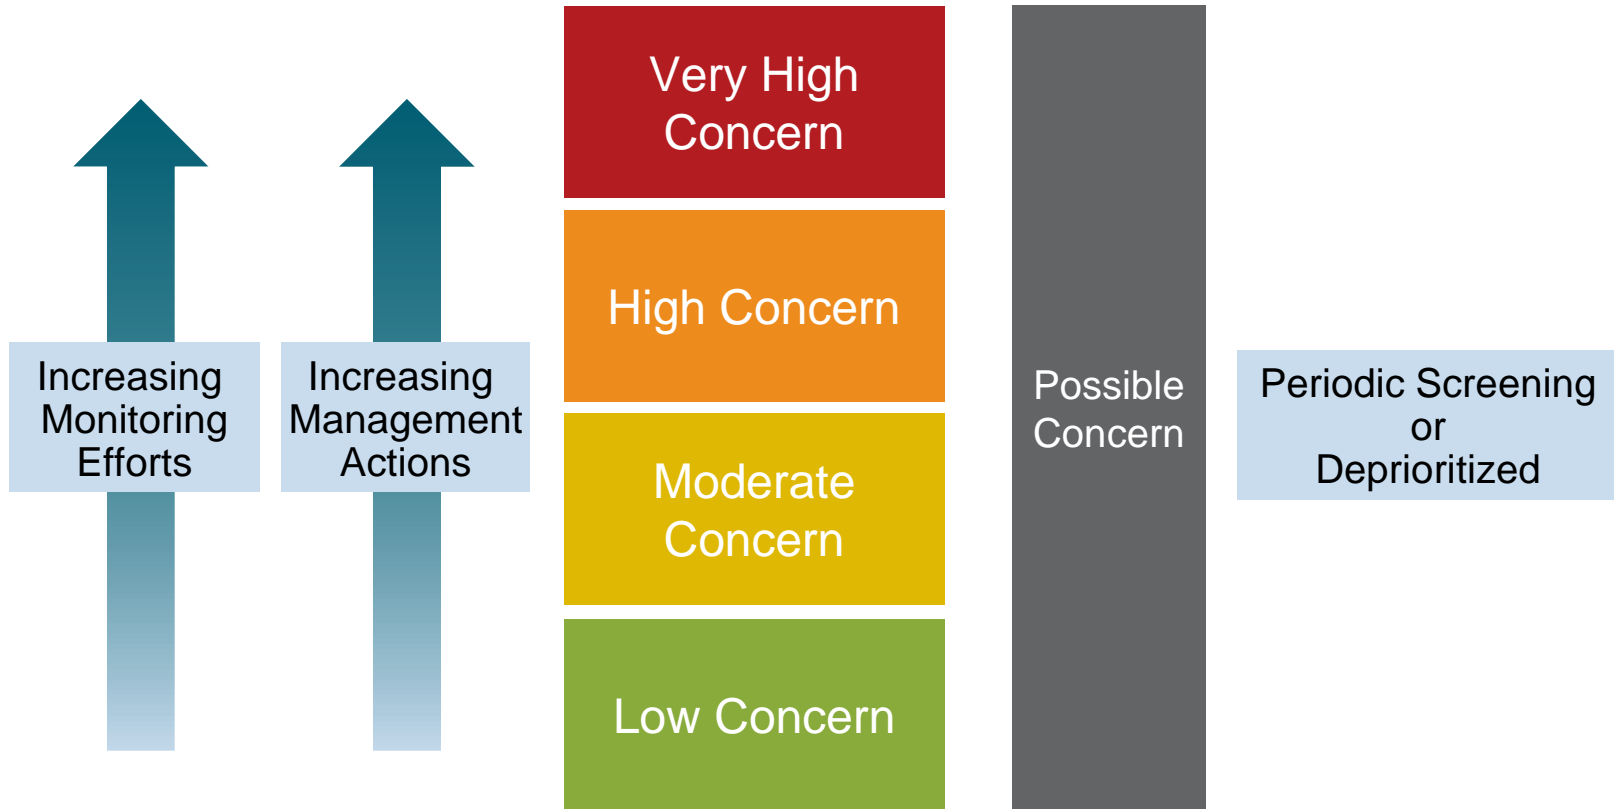 Increasing
Monitoring
Efforts
Increasing
Management
Actions
Very High
Concern
High Concern
Moderate
Concern
Low Concern
Possible
Concern
Periodic Screening
or
Deprioritized